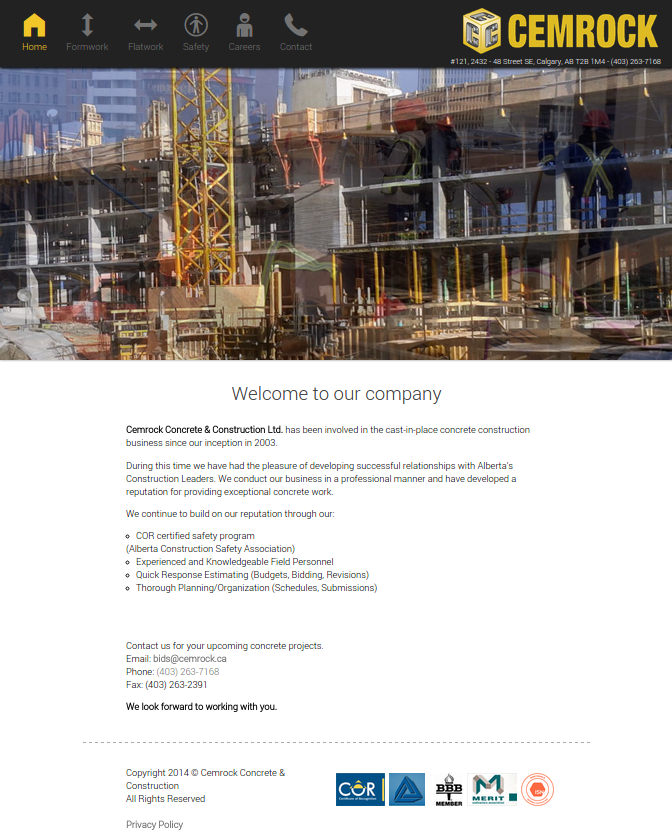 Home
Formwork
Flatwork
Safety
Careers
Contact
CEMROCK
#121, 2432 - 48 Street SE, Calgary, AB T2B 1M4 - (403) 263-7168
Welcome to our company
Cemrock Concrete & Construction Ltd. has been involved in the cast-in-place concrete construction
business since our inception in 2003.
During this time we have had the pleasure of developing successful relationships with Alberta's
Construction Leaders. We conduct our business in a professional manner and have developed a
reputation for providing exceptional concrete work.
We continue to build on our reputation through our:
COR certified safety program
(Alberta Construction Safety Association)
Experienced and Knowledgeable Field Personnel
Quick Response Estimating (Budgets, Bidding, Revisions)
Thorough Planning/Organization (Schedules, Submissions)
Contact us for your upcoming concrete projects.
Email: bids@cemrock.ca
Phone: (403) 263-7168
Fax: (403) 263-2391
We look forward to working with you.
Copyright 2014 © Cemrock Concrete &
Construction
All Rights Reserved
COR
Certificate of Recognition
BBB
MEMBER
MERIT
ISN
Privacy Policy